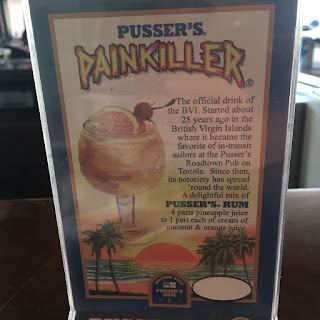 PUSSER'S®
PAINKILLER®
The official drink of
the BVI. Started about
25 years ago in the
British Virgin Islands
where it became the
favorite of in-transit
sailors at the Pusser's
Roadtown Pub on
Tortola. Since then,
its notoriety has spread
'round the world.
A delightful mix of
PUSSER'S® RUM
4 parts pineapple juice
to 1 part each of cream of
coconut & orange juice.
PUSSER'S
RUM